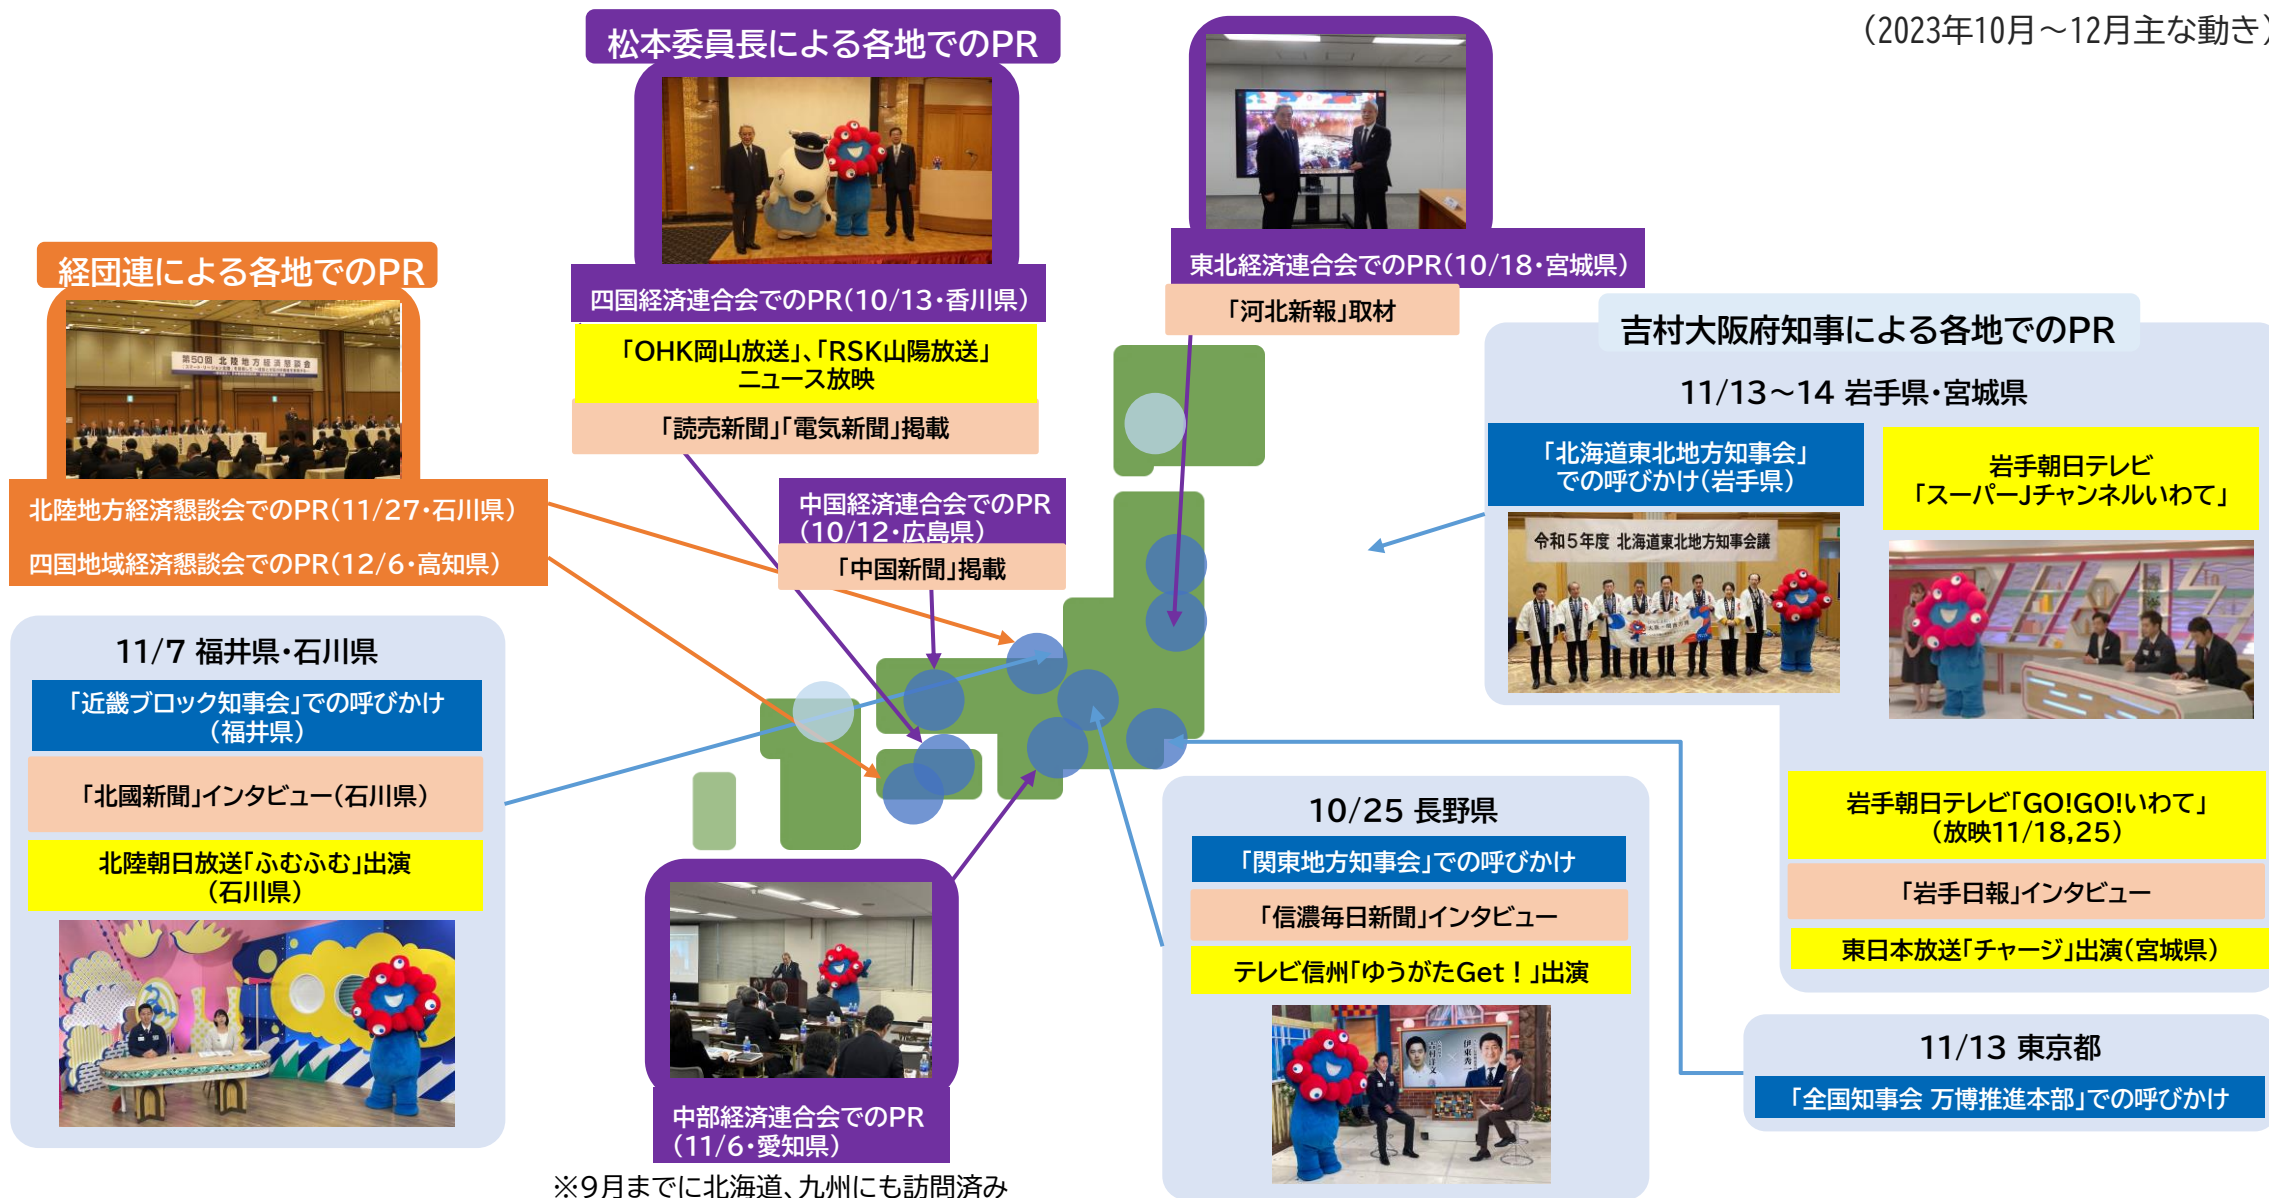 （2023年10月～12月主な動き）
松本委員長による各地でのPR
四国経済連合会でのPR（10/13・香川県）
「OHK岡山放送」、「RSK山陽放送」
ニュース放映
「読売新聞」「電気新聞」掲載
東北経済連合会でのPR（10/18・宮城県）
「河北新報」取材
中国経済連合会でのPR
（10/12・広島県）
「中国新聞」掲載
中部経済連合会でのPR
（11/6・愛知県）
※9月までに北海道、九州にも訪問済み
経団連による各地でのPR
第50回 北陸地方経済懇談会
北陸地方経済懇談会でのPR（11/27・石川県）
四国地域経済懇談会でのPR（12/6・高知県）
11/7 福井県・石川県
「近畿ブロック知事会」での呼びかけ
（福井県）
「北國新聞」インタビュー（石川県）
北陸朝日放送「ふむふむ」出演
（石川県）
吉村大阪府知事による各地でのPR
11/13～14 岩手県・宮城県
「北海道東北地方知事会」
での呼びかけ（岩手県）
令和5年度 北海道東北地方知事会議
岩手朝日テレビ
「スーパーJチャンネルいわて」
岩手朝日テレビ「GO!GO!いわて」
（放映11/18,25）
「岩手日報」インタビュー
東日本放送「チャージ」出演（宮城県）
10/25 長野県
「関東地方知事会」での呼びかけ
「信濃毎日新聞」インタビュー
テレビ信州「ゆうがたGet！」出演
吉村洋文
伊東秀一
11/13 東京都
「全国知事会 万博推進本部」での呼びかけ